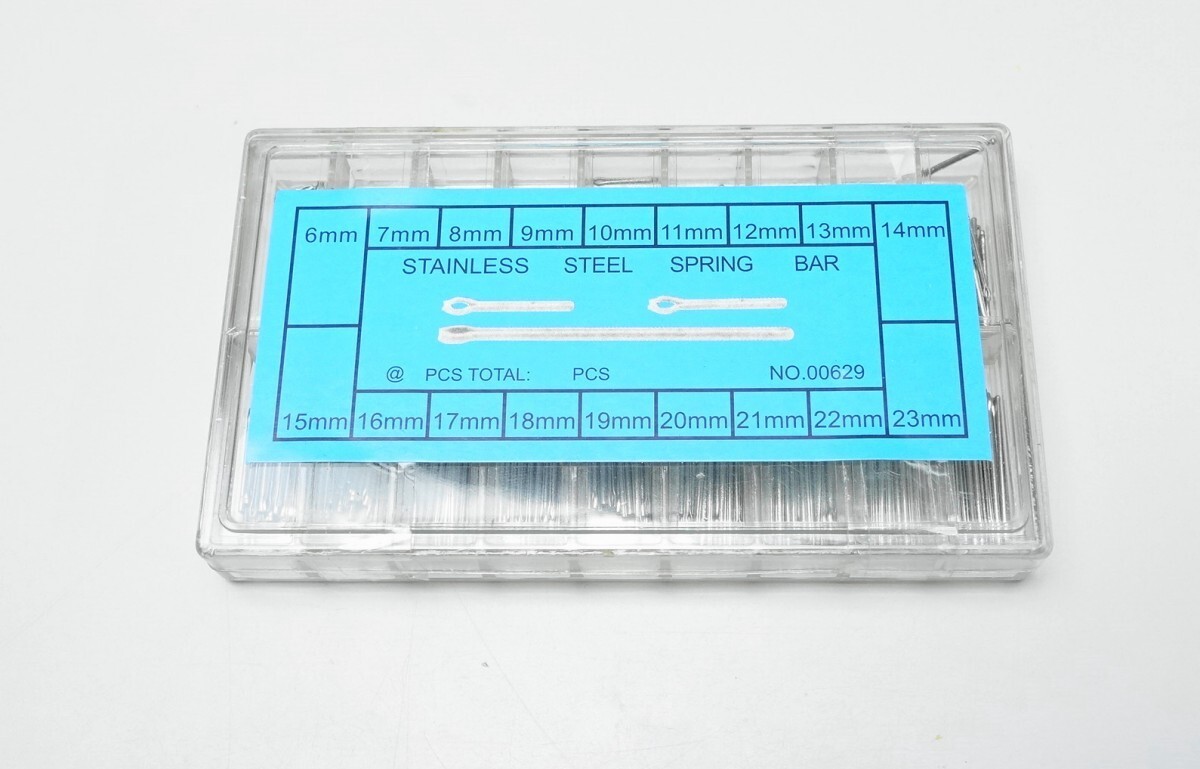 6mm 7mm 8mm 9mm 10mm 11mm 12mm 13mm 14mm
STAINLESS STEEL SPRING BAR
@ PCS TOTAL: PCS NO.00629
15mm 16mm 17mm 18mm 19mm 20mm 21mm 22mm 23mm